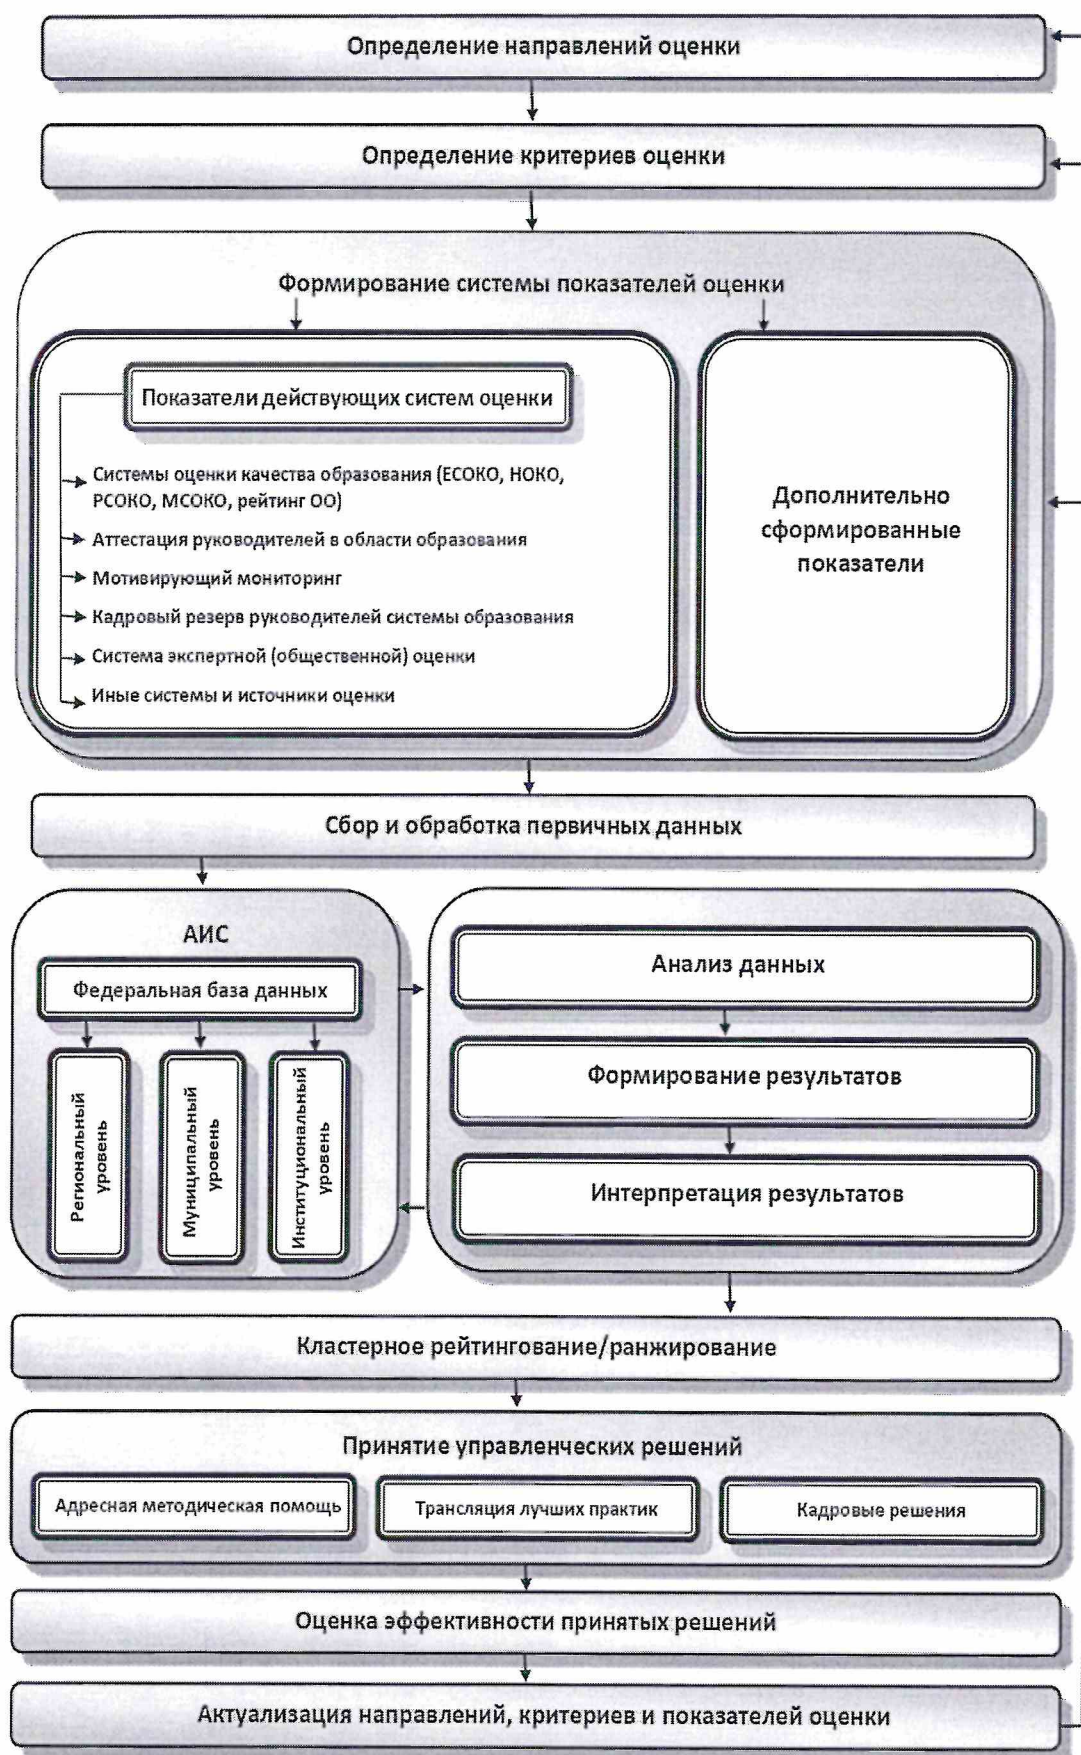 Определение направлений оценки
Определение критериев оценки
Формирование системы показателей оценки
Показатели действующих систем оценки
Системы оценки качества образования (ЕСОКО, НОКО,
РСОКО, МСОКО, рейтинг ОО)
Аттестация руководителей в области образования
Мотивирующий мониторинг
Кадровый резерв руководителей системы образования
Система экспертной (общественной) оценки
Иные системы и источники оценки
Дополнительно
сформированные
показатели
Сбор и обработка первичных данных
АИС
Федеральная база данных
Региональный
уровень
Муниципальный
уровень
Институциональный
уровень
Анализ данных
Формирование результатов
Интерпретация результатов
Кластерное рейтингование/ранжирование
Принятие управленческих решений
Адресная методическая помощь
Трансляция лучших практик
Кадровые решения
Оценка эффективности принятых решений
Актуализация направлений, критериев и показателей оценки